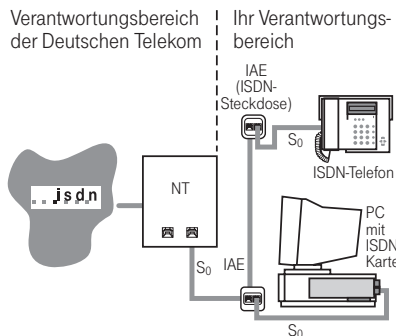 Verantwortungsbereich
der Deutschen Telekom
Ihr Verantwortungs-
bereich
IAE
(ISDN-
Steckdose)
S₀
ISDN-Telefon
isdn
NT
PC
mit
ISDN
Karte
S₀
IAE
S₀